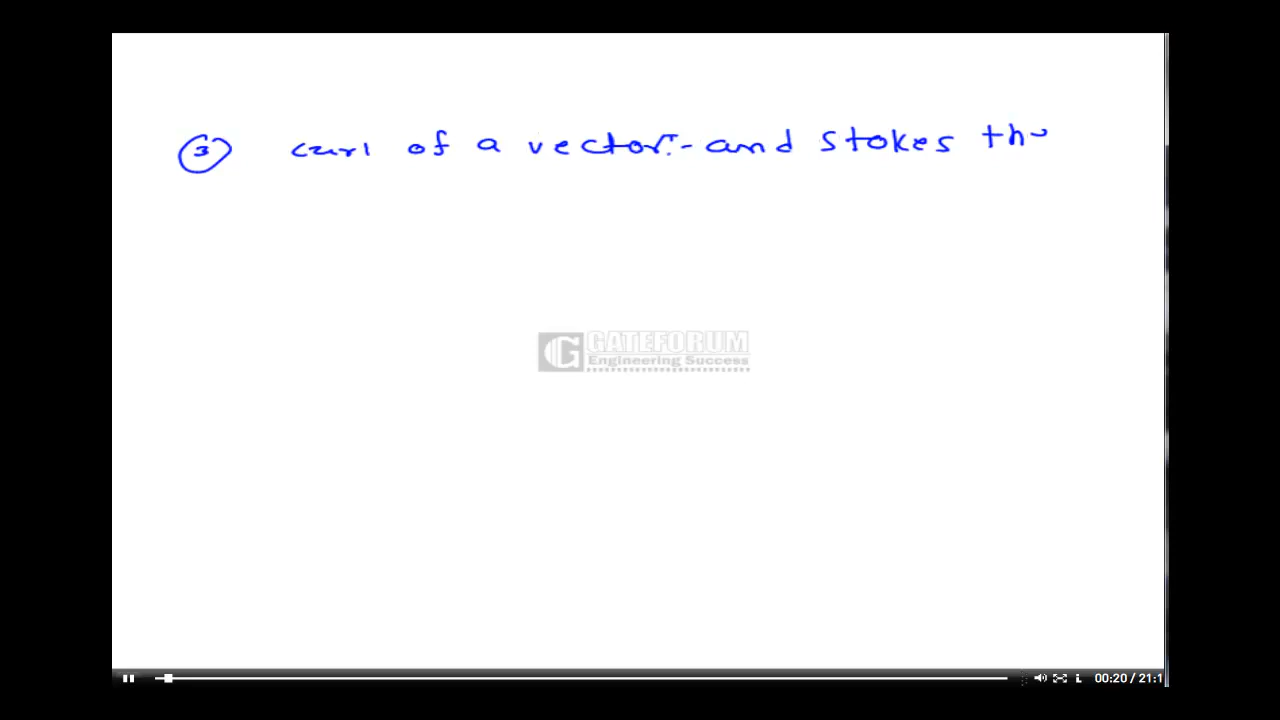 3 curl of a vector:- and stokes th
GATEFORUM
Engineering Success
00:20 / 21:1